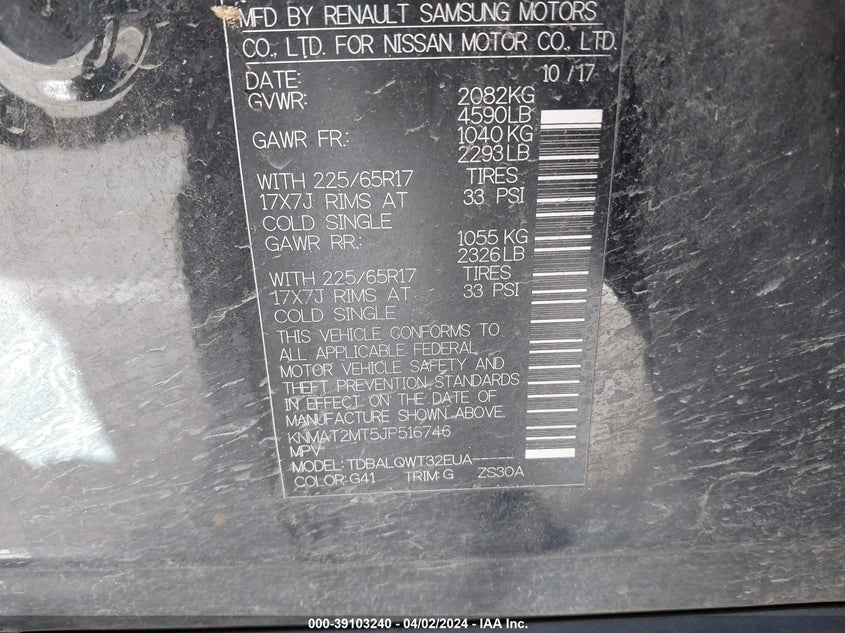 MFD BY RENAULT SAMSUNG MOTORS
CO., LTD. FOR NISSAN MOTOR CO., LTD.
DATE: 10 / 17
GVWR: 2082KG
4590LB
GAWR FR.: 1040 KG
2293 LB
WITH 225/65R17 TIRES
17X7J RIMS AT 33 PSI
COLD SINGLE
GAWR RR.: 1055 KG
2326 LB
WITH 225/65R17 TIRES
17X7J RIMS AT 33 PSI
COLD SINGLE
THIS VEHICLE CONFORMS TO
ALL APPLICABLE FEDERAL
MOTOR VEHICLE SAFETY AND
THEFT PREVENTION STANDARDS
IN EFFECT ON THE DATE OF
MANUFACTURE SHOWN ABOVE.
KNMAT2MT5JP516746
MPV
MODEL: TDBALQWT32EUA-----
COLOR: G41 TRIM: G ZS30A
000-39103240 - 04/02/2024 - IAA Inc.